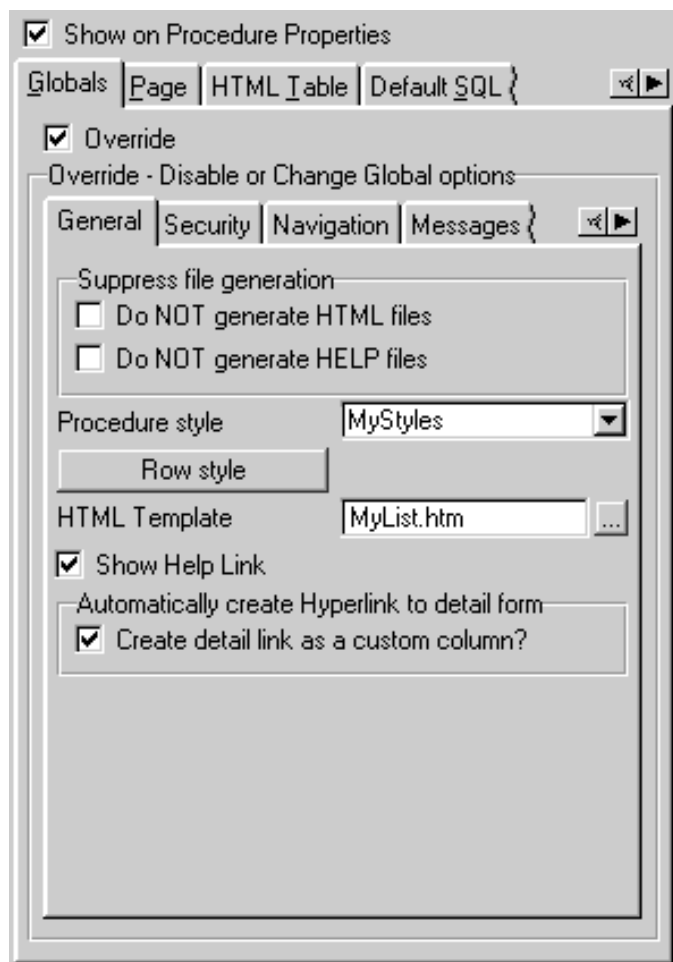 Show on Procedure Properties
Globals Page HTML Table Default SQL
Override
Override - Disable or Change Global options
General Security Navigation Messages
Suppress file generation
Do NOT generate HTML files
Do NOT generate HELP files
Procedure style MyStyles
Row style
HTML Template MyList.htm ...
Show Help Link
Automatically create Hyperlink to detail form
Create detail link as a custom column?